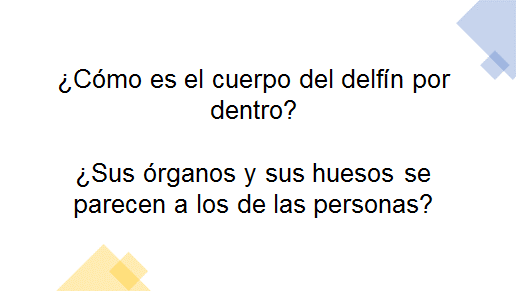 ¿Cómo es el cuerpo del delfín por
dentro?
¿Sus órganos y sus huesos se
parecen a los de las personas?